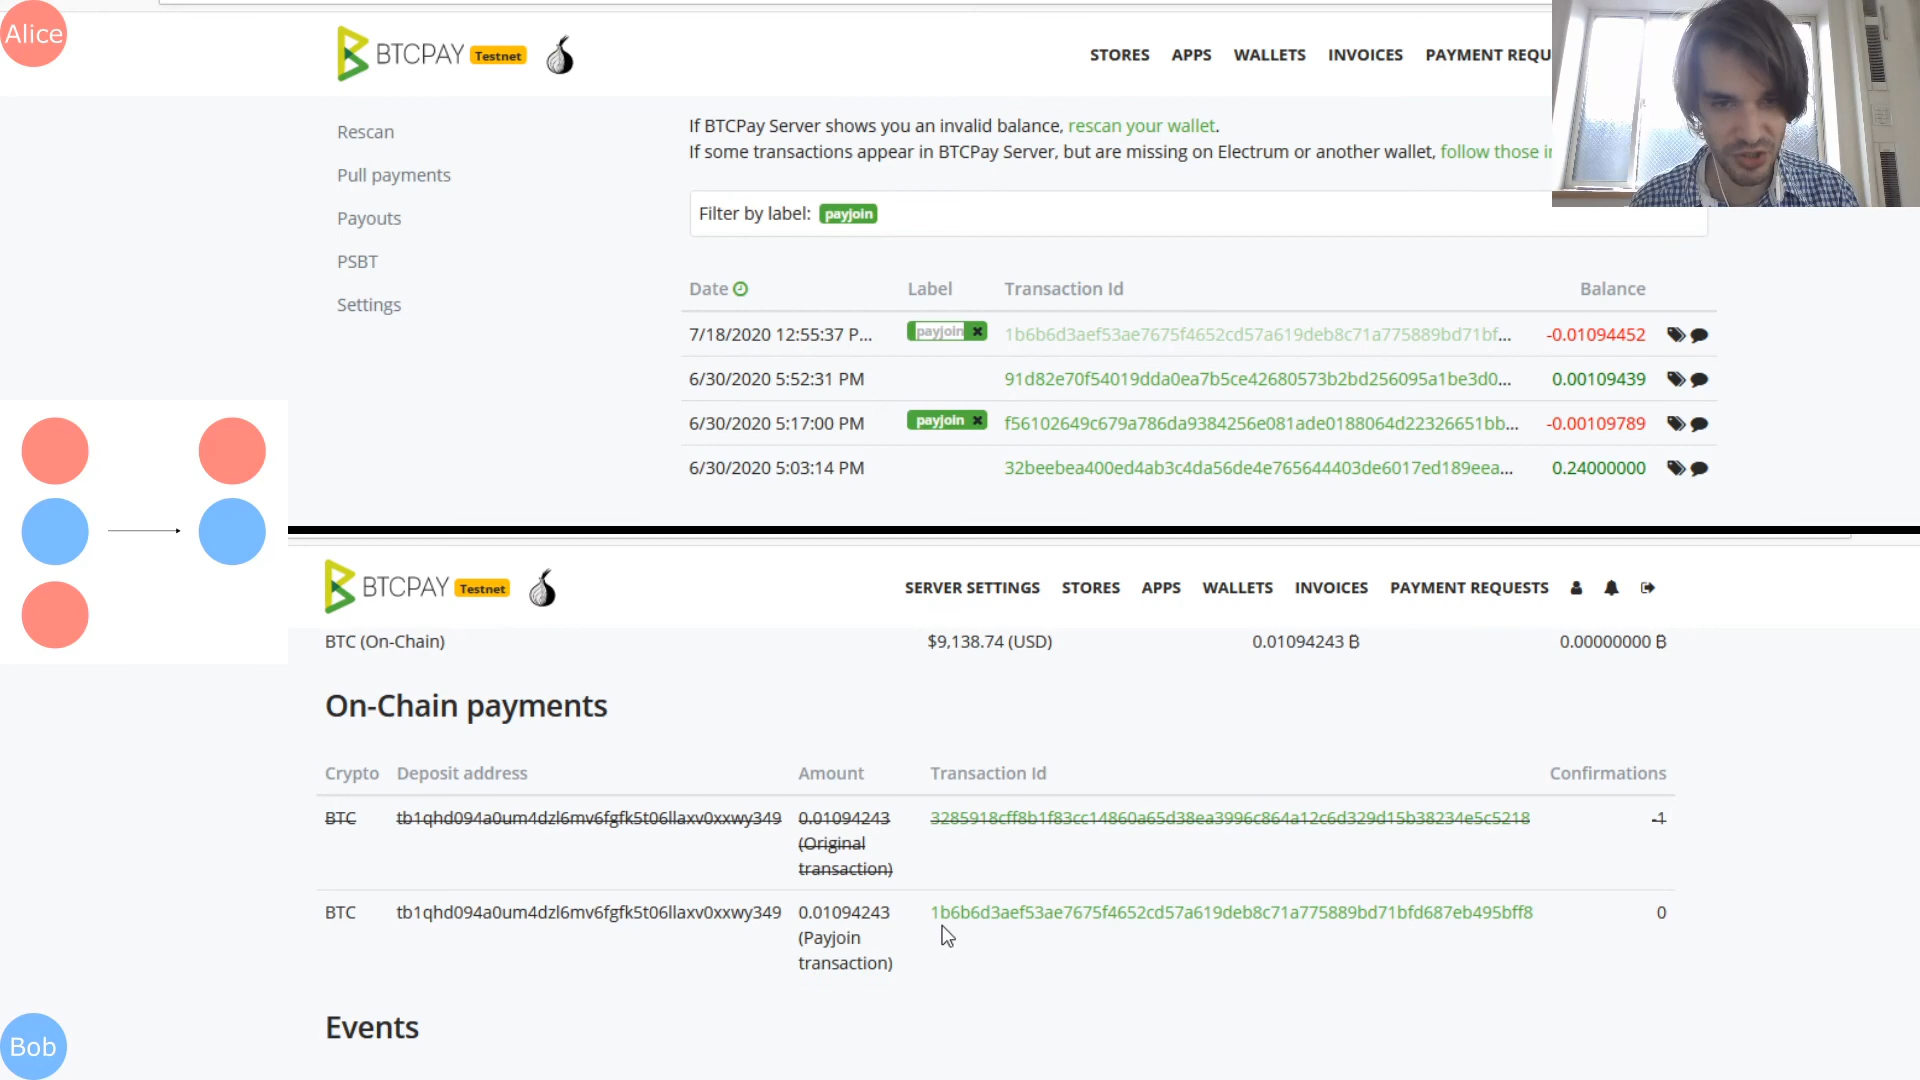 Alice
BTCPAY Testnet
STORES APPS WALLETS INVOICES PAYMENT REQU
Rescan
Pull payments
Payouts
PSBT
Settings
If BTCPay Server shows you an invalid balance, rescan your wallet.
If some transactions appear in BTCPay Server, but are missing on Electrum or another wallet, follow those in
Filter by label: payjoin
Date Label Transaction Id Balance
7/18/2020 12:55:37 P... payjoin 1b6b6d3aef53ae7675f4652cd57a619deb8c71a775889bd71bf... -0.01094452
6/30/2020 5:52:31 PM 91d82e70f54019dda0ea7b5ce42680573b2bd256095a1be3d0... 0.00109439
6/30/2020 5:17:00 PM payjoin f56102649c679a786da9384256e081ade0188064d22326651bb... -0.00109789
6/30/2020 5:03:14 PM 32beebea400ed4ab3c4da56de4e765644403de6017ed189eea... 0.24000000
BTCPAY Testnet
SERVER SETTINGS STORES APPS WALLETS INVOICES PAYMENT REQUESTS
BTC (On-Chain) $9,138.74 (USD) 0.01094243 ₿ 0.00000000 ₿
On-Chain payments
Crypto Deposit address Amount Transaction Id Confirmations
BTC tb1qhd094a0um4dzl6mv6fgfk5t06llaxv0xxwy349 0.01094243 3285918cff8b1f83cc14860a65d38ea3996c864a12c6d329d15b38234e5c5218 -1
(Original
transaction)
BTC tb1qhd094a0um4dzl6mv6fgfk5t06llaxv0xxwy349 0.01094243 1b6b6d3aef53ae7675f4652cd57a619deb8c71a775889bd71bfd687eb495bff8 0
(Payjoin
transaction)
Events
Bob